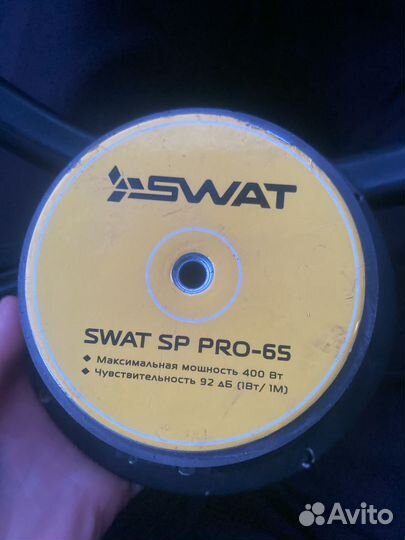 SWAT
SWAT SP PRO-65
Максимальная мощность 400 Вт
Чувствительность 92 дБ (1Вт/ 1М)
Avito